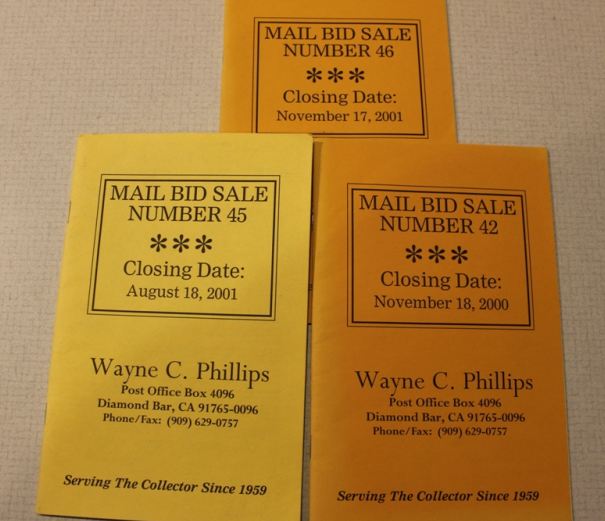 MAIL BID SALE
NUMBER 46
***
Closing Date:
November 17, 2001
MAIL BID SALE
NUMBER 45
***
Closing Date:
August 18, 2001
Wayne C. Phillips
Post Office Box 4096
Diamond Bar, CA 91765-0096
Phone/Fax: (909) 629-0757
Serving The Collector Since 1959
MAIL BID SALE
NUMBER 42
***
Closing Date:
November 18, 2000
Wayne C. Phillips
Post Office Box 4096
Diamond Bar, CA 91765-0096
Phone/Fax: (909) 629-0757
Serving The Collector Since 1959